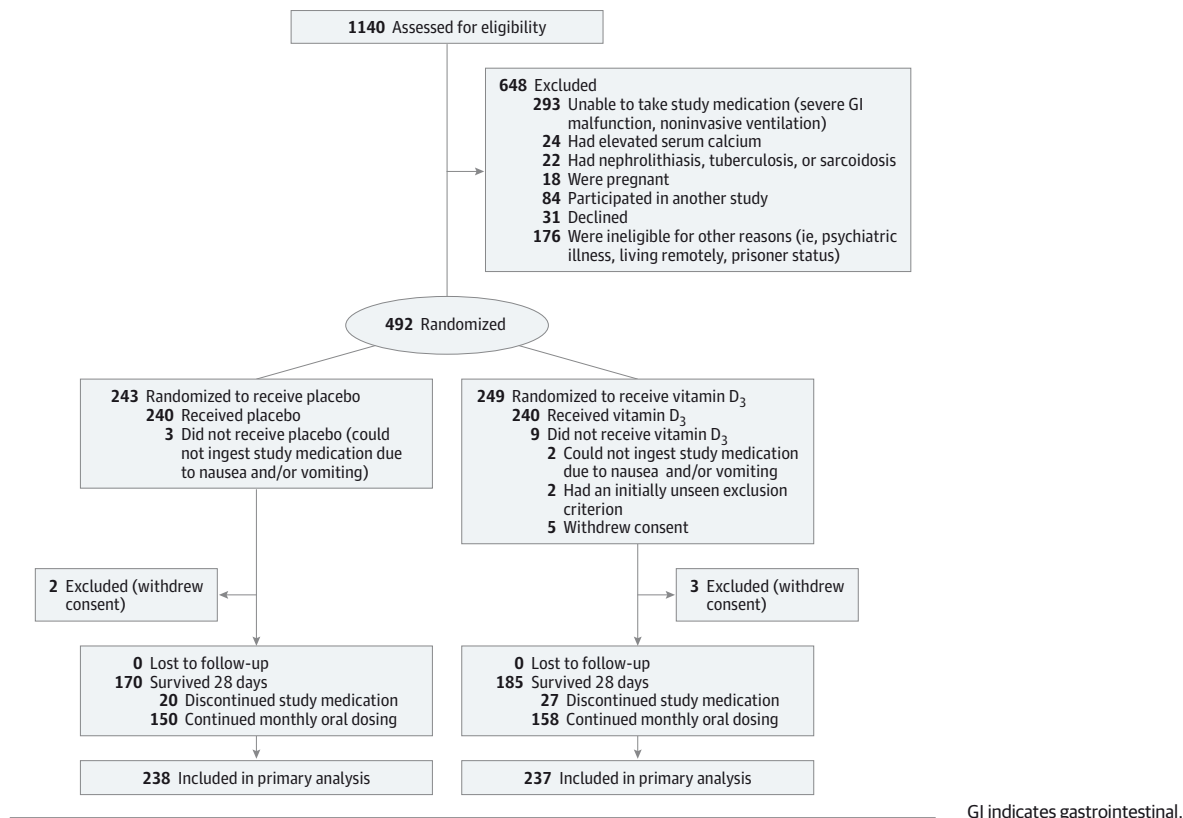 1140 Assessed for eligibility
648 Excluded
293 Unable to take study medication (severe GI
malfunction, noninvasive ventilation)
24 Had elevated serum calcium
22 Had nephrolithiasis, tuberculosis, or sarcoidosis
18 Were pregnant
84 Participated in another study
31 Declined
176 Were ineligible for other reasons (ie, psychiatric
illness, living remotely, prisoner status)
492 Randomized
243 Randomized to receive placebo
240 Received placebo
3 Did not receive placebo (could
not ingest study medication due
to nausea and/or vomiting)
249 Randomized to receive vitamin D3
240 Received vitamin D3
9 Did not receive vitamin D3
2 Could not ingest study medication
due to nausea and/or vomiting
2 Had an initially unseen exclusion
criterion
5 Withdrew consent
2 Excluded (withdrew
consent)
3 Excluded (withdrew
consent)
0 Lost to follow-up
170 Survived 28 days
20 Discontinued study medication
150 Continued monthly oral dosing
0 Lost to follow-up
185 Survived 28 days
27 Discontinued study medication
158 Continued monthly oral dosing
238 Included in primary analysis
237 Included in primary analysis
GI indicates gastrointestinal.